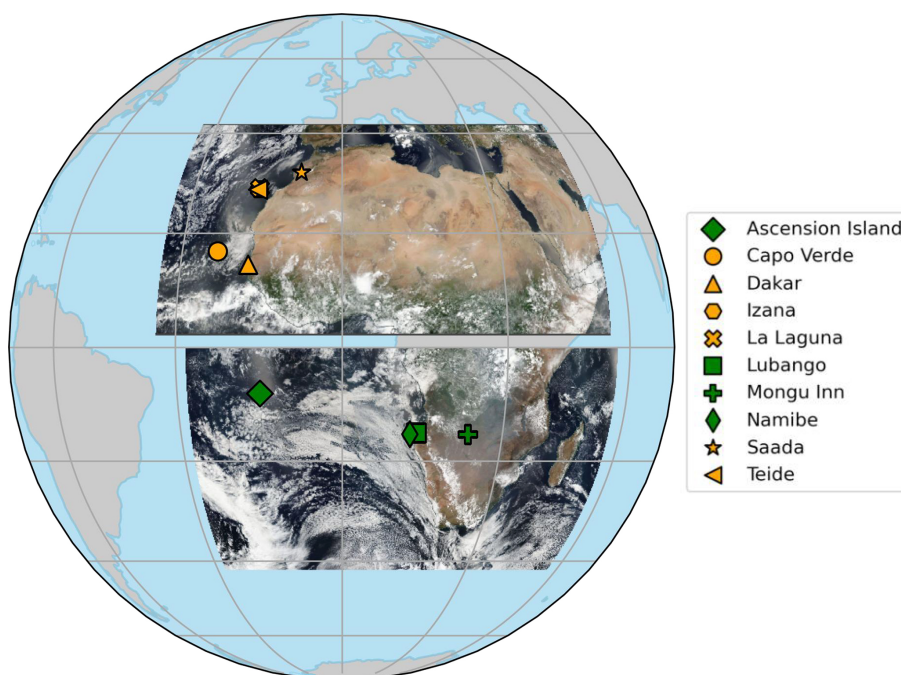 Ascension Island
Capo Verde
Dakar
Izana
La Laguna
Lubango
Mongu Inn
Namibe
Saada
Teide